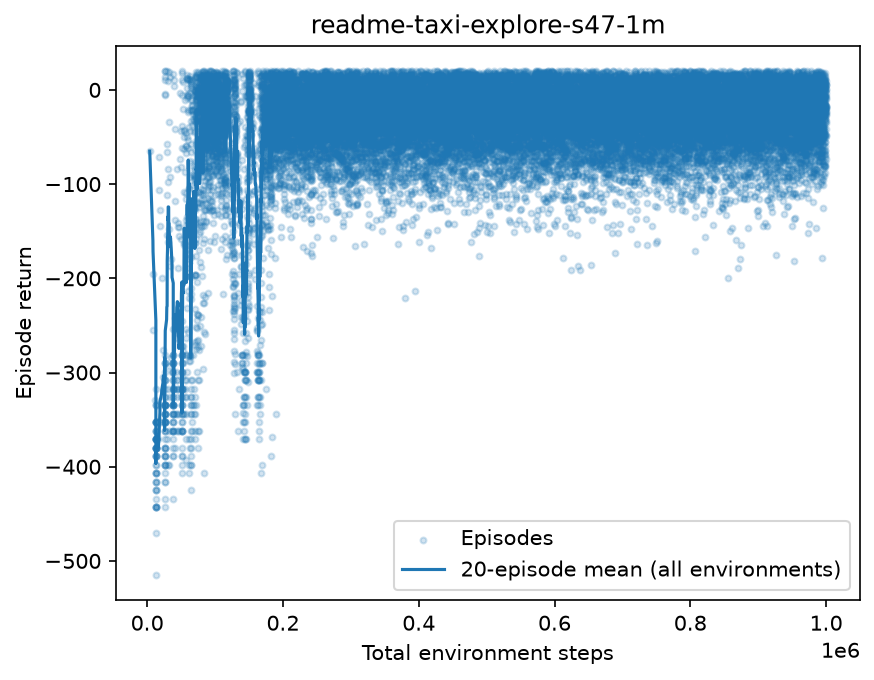 readme-taxi-explore-s47-1m
Episode return
0
−100
−200
−300
−400
−500
Episodes
20-episode mean (all environments)
0.0 0.2 0.4 0.6 0.8 1.0
1e6
Total environment steps